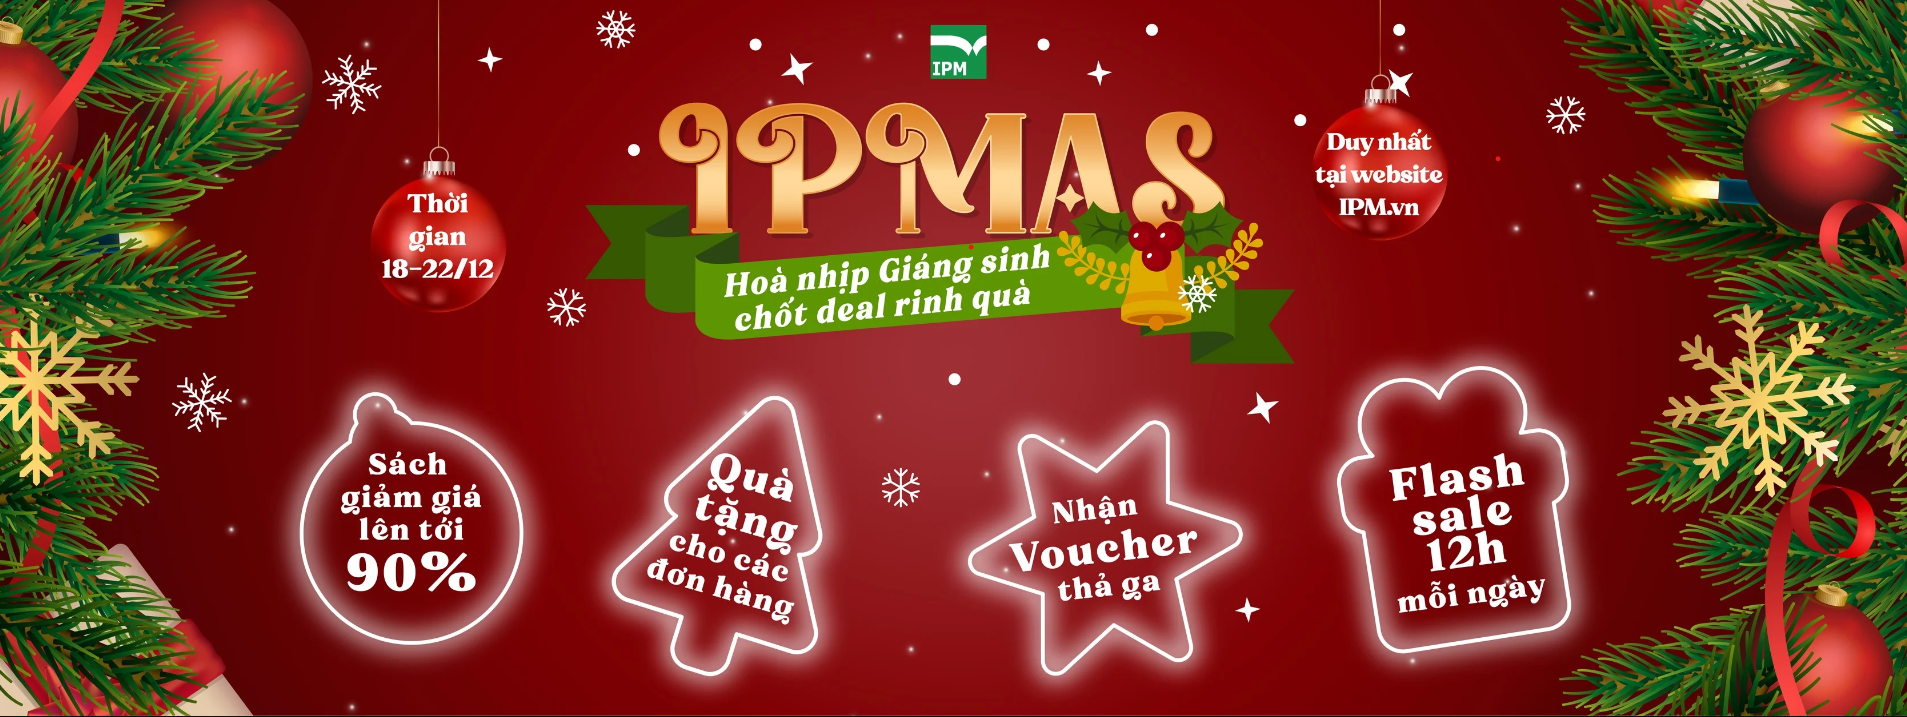 IPM
IPMAS
Hoà nhịp Giáng sinh
chốt deal rinh quà
Thời
gian
18-22/12
Duy nhất
tại website
IPM.vn
Sách
giảm giá
lên tới
90%
Quà
tặng
cho các
đơn hàng
Nhận
Voucher
thả ga
Flash
sale
12h
mỗi ngày